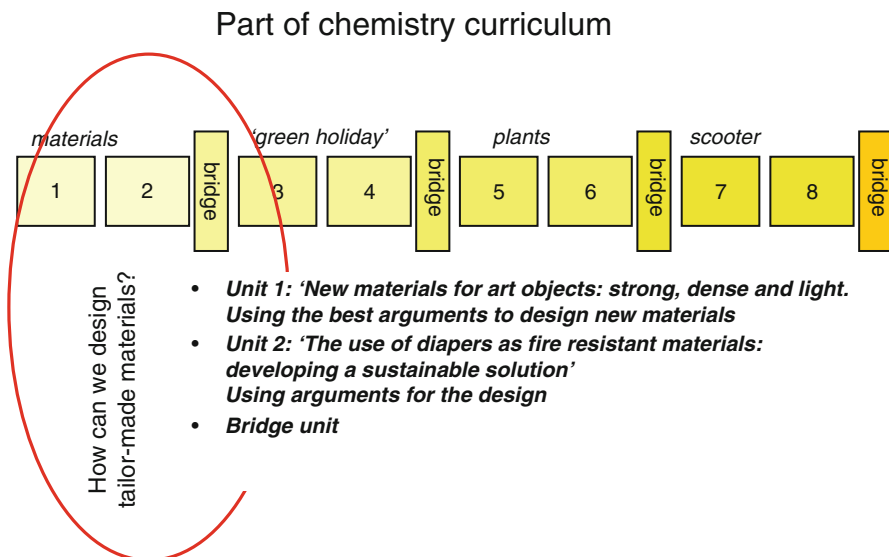 Part of chemistry curriculum
materials
'green holiday'
plants
scooter
1
2
bridge
3
4
bridge
5
6
bridge
7
8
bridge
How can we design
tailor-made materials?
• Unit 1: ‘New materials for art objects: strong, dense and light.
Using the best arguments to design new materials
• Unit 2: ‘The use of diapers as fire resistant materials:
developing a sustainable solution’
Using arguments for the design
• Bridge unit